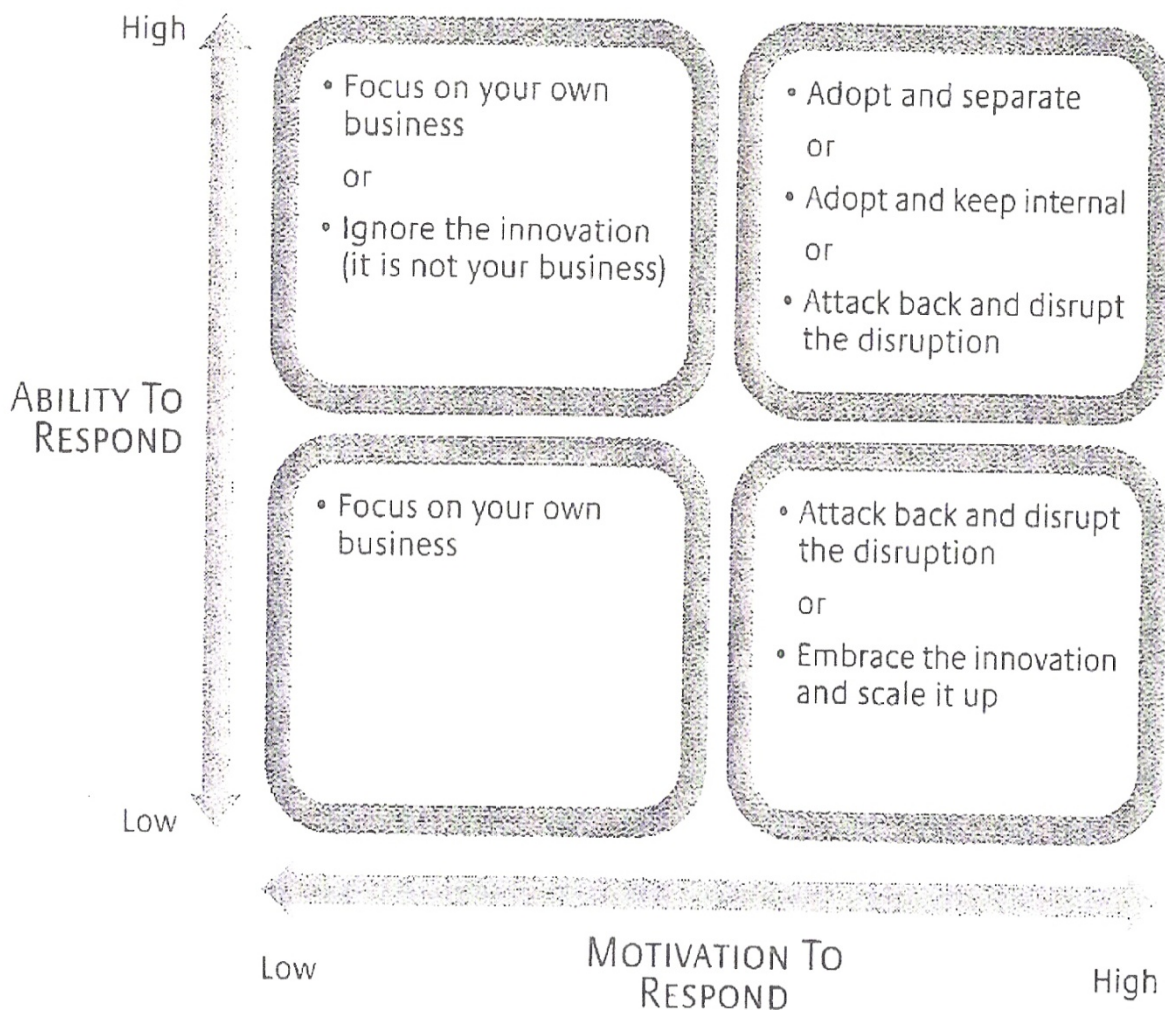 High
• Focus on your own
business
or
• Ignore the innovation
(it is not your business)
• Adopt and separate
or
• Adopt and keep internal
or
• Attack back and disrupt
the disruption
ABILITY TO
RESPOND
• Focus on your own
business
• Attack back and disrupt
the disruption
or
• Embrace the innovation
and scale it up
Low
Low
MOTIVATION TO
RESPOND
High